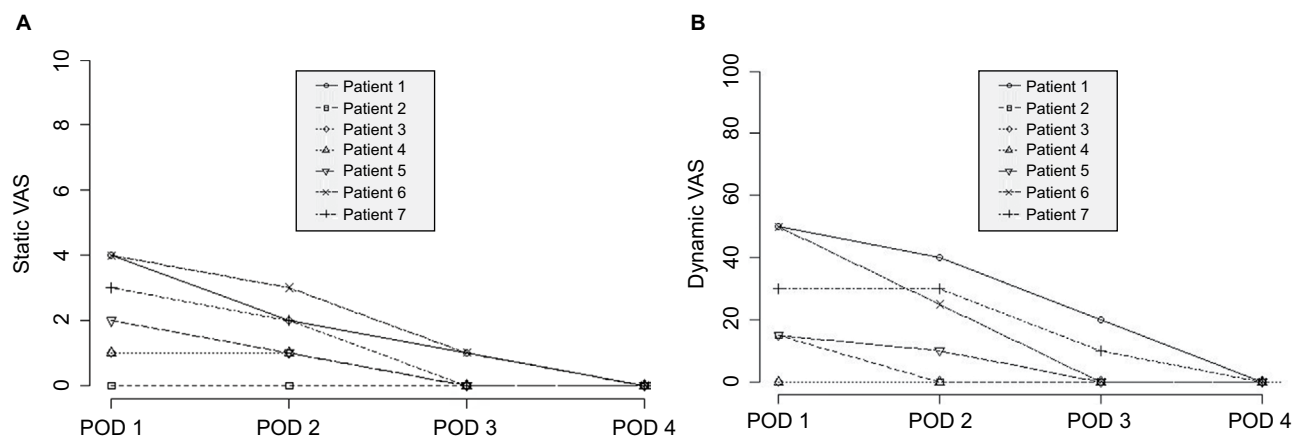 A
Static VAS
10
8
6
4
2
0
Patient 1
Patient 2
Patient 3
Patient 4
Patient 5
Patient 6
Patient 7
POD 1 POD 2 POD 3 POD 4
B
Dynamic VAS
100
80
60
40
20
0
Patient 1
Patient 2
Patient 3
Patient 4
Patient 5
Patient 6
Patient 7
POD 1 POD 2 POD 3 POD 4